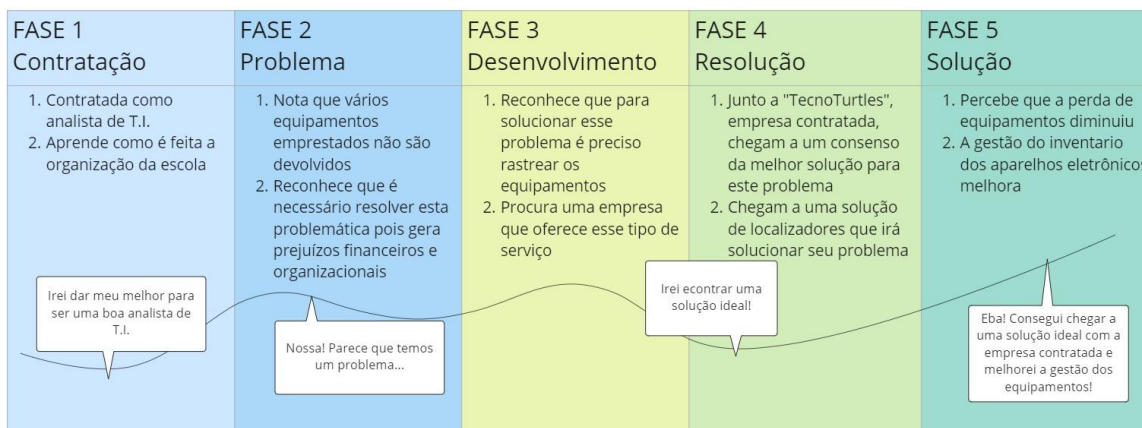 FASE 1
Contratação
1. Contratada como
analista de T.I.
2. Aprende como é feita a
organização da escola
Irei dar meu melhor para
ser uma boa analista de
T.I.
FASE 2
Problema
1. Nota que vários
equipamentos
emprestados não são
devolvidos
2. Reconhece que é
necessário resolver esta
problemática pois gera
prejuízos financeiros e
organizacionais
Nossa! Parece que temos
um problema...
FASE 3
Desenvolvimento
1. Reconhece que para
solucionar esse
problema é preciso
rastrear os
equipamentos
2. Procura uma empresa
que oferece esse tipo de
serviço
FASE 4
Resolução
1. Junto a "TecnoTurtles",
empresa contratada,
chegam a um consenso
da melhor solução para
este problema
2. Chegam a uma solução
de localizadores que irá
solucionar seu problema
Irei econtrar uma
solução ideal!
FASE 5
Solução
1. Percebe que a perda de
equipamentos diminuiu
2. A gestão do inventario
dos aparelhos eletrônicos
melhora
Eba! Consegui chegar a
uma solução ideal com a
empresa contratada e
melhorei a gestão dos
equipamentos!